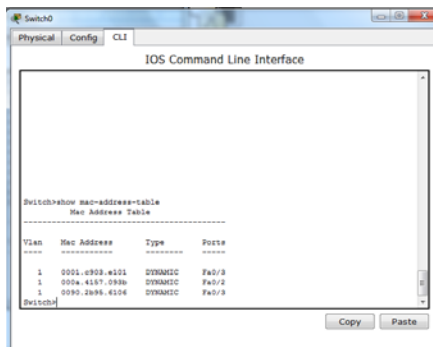 Switch0
Physical Config CLI
IOS Command Line Interface
Switch>show mac-address-table
Mac Address Table
-------------------------------------------
Vlan Mac Address Type Ports
---- ----------- -------- -----
1 0001.c903.e101 DYNAMIC Fa0/3
1 000a.4157.093b DYNAMIC Fa0/2
1 0090.2b95.6106 DYNAMIC Fa0/3
Switch>
Copy Paste